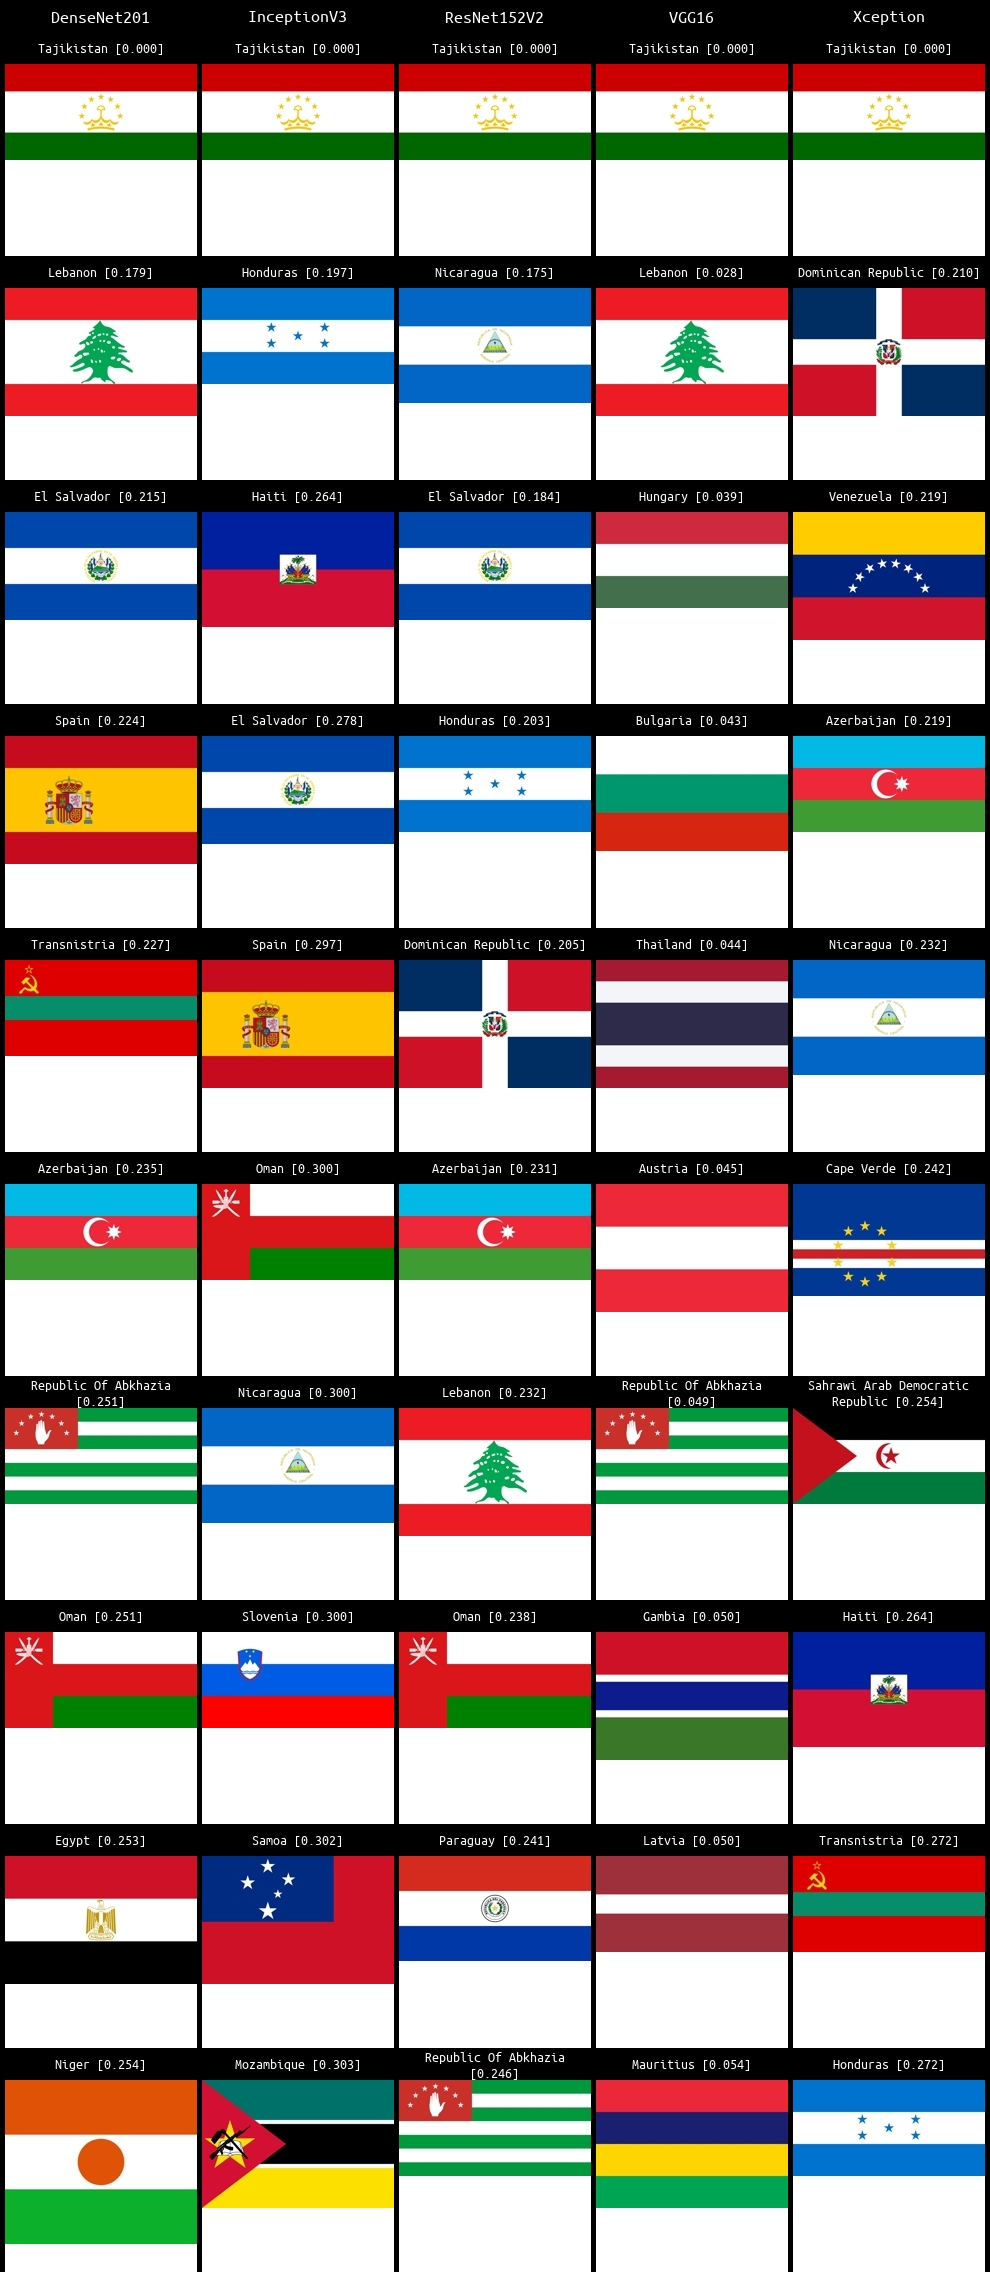 DenseNet201 InceptionV3 ResNet152V2 VGG16 Xception
Tajikistan [0.000] Tajikistan [0.000] Tajikistan [0.000] Tajikistan [0.000] Tajikistan [0.000]
Lebanon [0.179] Honduras [0.197] Nicaragua [0.175] Lebanon [0.028] Dominican Republic [0.210]
El Salvador [0.215] Haiti [0.264] El Salvador [0.184] Hungary [0.039] Venezuela [0.219]
Spain [0.224] El Salvador [0.278] Honduras [0.203] Bulgaria [0.043] Azerbaijan [0.219]
Transnistria [0.227] Spain [0.297] Dominican Republic [0.205] Thailand [0.044] Nicaragua [0.232]
Azerbaijan [0.235] Oman [0.300] Azerbaijan [0.231] Austria [0.045] Cape Verde [0.242]
Republic Of Abkhazia
[0.251] Nicaragua [0.300] Lebanon [0.232] Republic Of Abkhazia
[0.049] Sahrawi Arab Democratic
Republic [0.254]
Oman [0.251] Slovenia [0.300] Oman [0.238] Gambia [0.050] Haiti [0.264]
Egypt [0.253] Samoa [0.302] Paraguay [0.241] Latvia [0.050] Transnistria [0.272]
Niger [0.254] Mozambique [0.303] Republic Of Abkhazia
[0.246] Mauritius [0.054] Honduras [0.272]